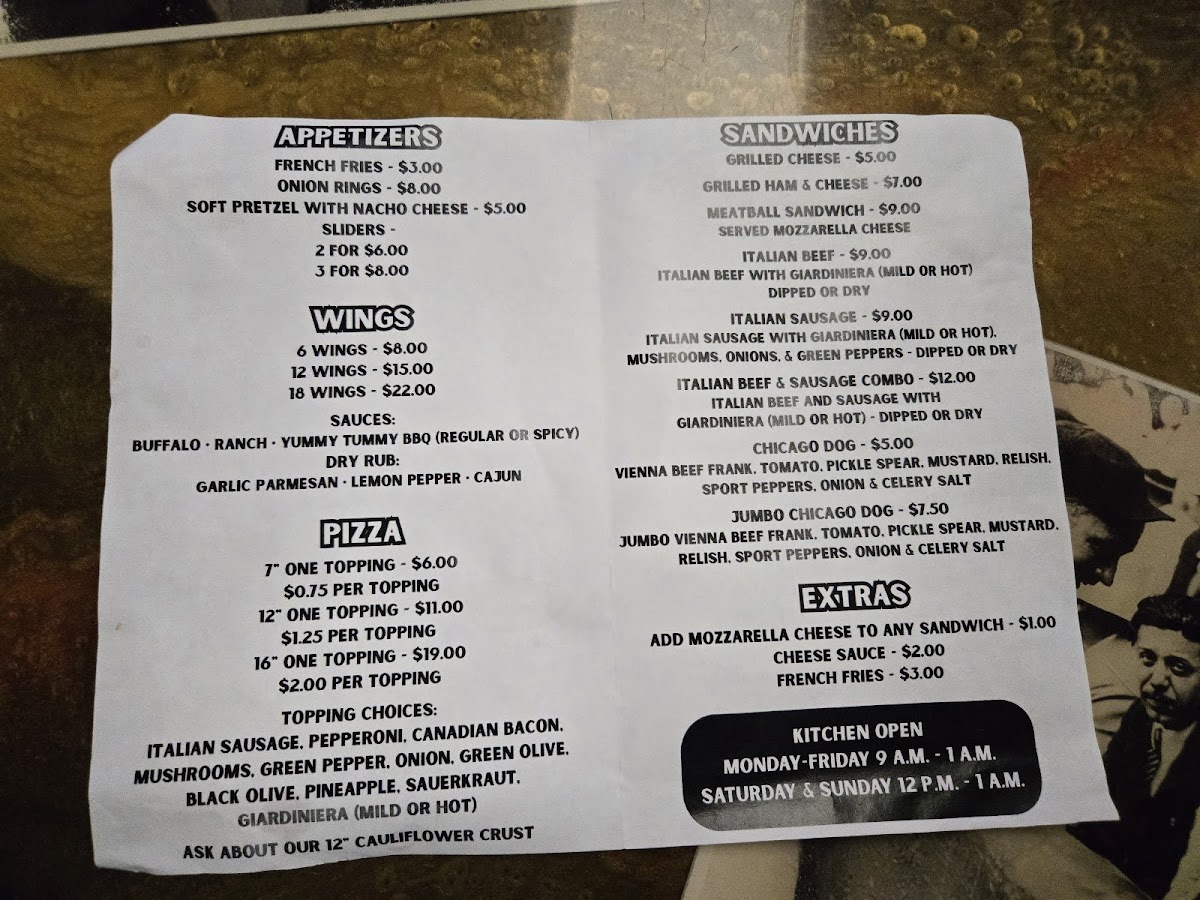 APPETIZERS
FRENCH FRIES - $3.00
ONION RINGS - $8.00
SOFT PRETZEL WITH NACHO CHEESE - $5.00
SLIDERS -
2 FOR $6.00
3 FOR $8.00
WINGS
6 WINGS - $8.00
12 WINGS - $15.00
18 WINGS - $22.00
SAUCES:
BUFFALO · RANCH · YUMMY TUMMY BBQ (REGULAR OR SPICY)
DRY RUB:
GARLIC PARMESAN · LEMON PEPPER · CAJUN
PIZZA
7" ONE TOPPING - $6.00
$0.75 PER TOPPING
12" ONE TOPPING - $11.00
$1.25 PER TOPPING
16" ONE TOPPING - $19.00
$2.00 PER TOPPING
TOPPING CHOICES:
ITALIAN SAUSAGE, PEPPERONI, CANADIAN BACON,
MUSHROOMS, GREEN PEPPER, ONION, GREEN OLIVE,
BLACK OLIVE, PINEAPPLE, SAUERKRAUT,
GIARDINIERA (MILD OR HOT)
ASK ABOUT OUR 12" CAULIFLOWER CRUST
SANDWICHES
GRILLED CHEESE - $5.00
GRILLED HAM & CHEESE - $7.00
MEATBALL SANDWICH - $9.00
SERVED MOZZARELLA CHEESE
ITALIAN BEEF - $9.00
ITALIAN BEEF WITH GIARDINIERA (MILD OR HOT)
DIPPED OR DRY
ITALIAN SAUSAGE - $9.00
ITALIAN SAUSAGE WITH GIARDINIERA (MILD OR HOT),
MUSHROOMS, ONIONS, & GREEN PEPPERS - DIPPED OR DRY
ITALIAN BEEF & SAUSAGE COMBO - $12.00
ITALIAN BEEF AND SAUSAGE WITH
GIARDINIERA (MILD OR HOT) - DIPPED OR DRY
CHICAGO DOG - $5.00
VIENNA BEEF FRANK, TOMATO, PICKLE SPEAR, MUSTARD, RELISH,
SPORT PEPPERS, ONION & CELERY SALT
JUMBO CHICAGO DOG - $7.50
JUMBO VIENNA BEEF FRANK, TOMATO, PICKLE SPEAR, MUSTARD,
RELISH, SPORT PEPPERS, ONION & CELERY SALT
EXTRAS
ADD MOZZARELLA CHEESE TO ANY SANDWICH - $1.00
CHEESE SAUCE - $2.00
FRENCH FRIES - $3.00
KITCHEN OPEN
MONDAY-FRIDAY 9 A.M. - 1 A.M.
SATURDAY & SUNDAY 12 P.M. - 1 A.M.